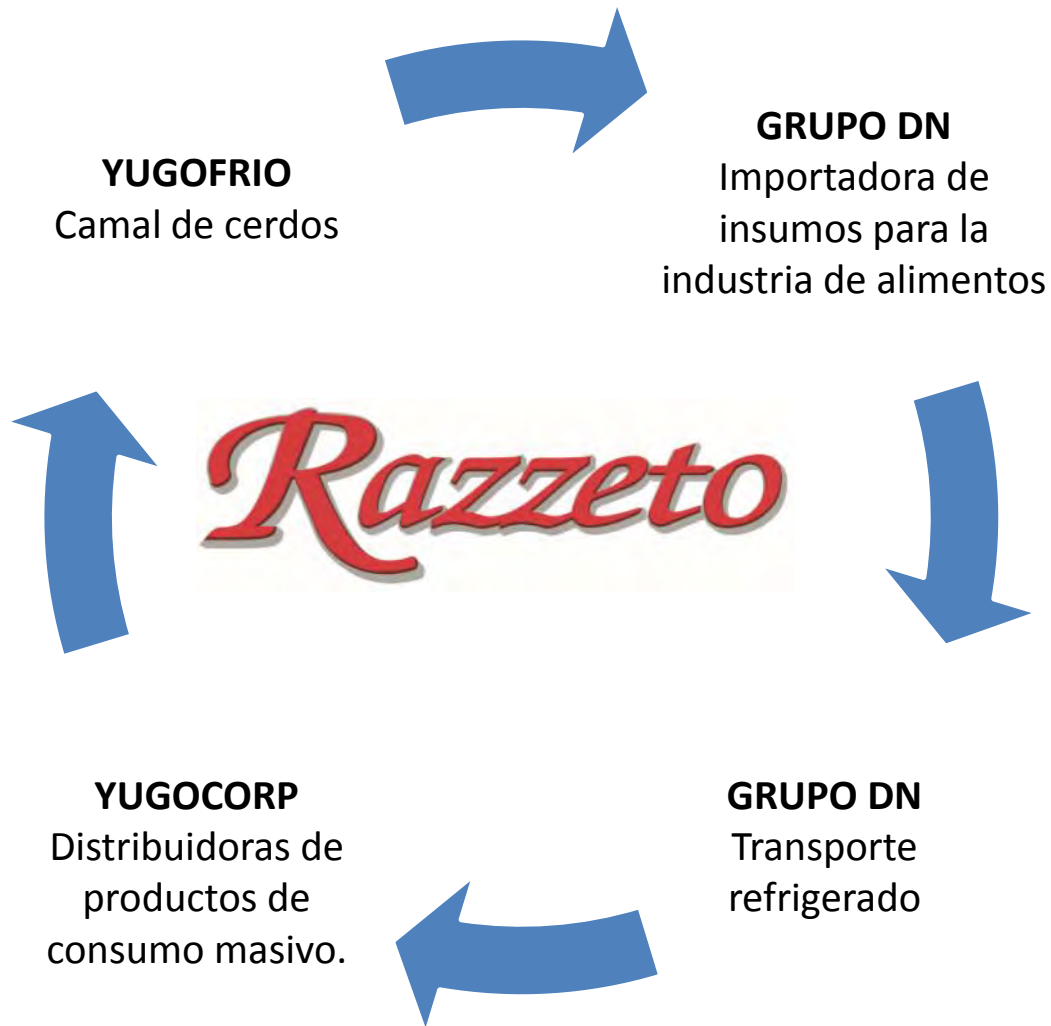 YUGOFRIO
Camal de cerdos
GRUPO DN
Importadora de
insumos para la
industria de alimentos
Razzeto
YUGOCORP
Distribuidoras de
productos de
consumo masivo.
GRUPO DN
Transporte
refrigerado